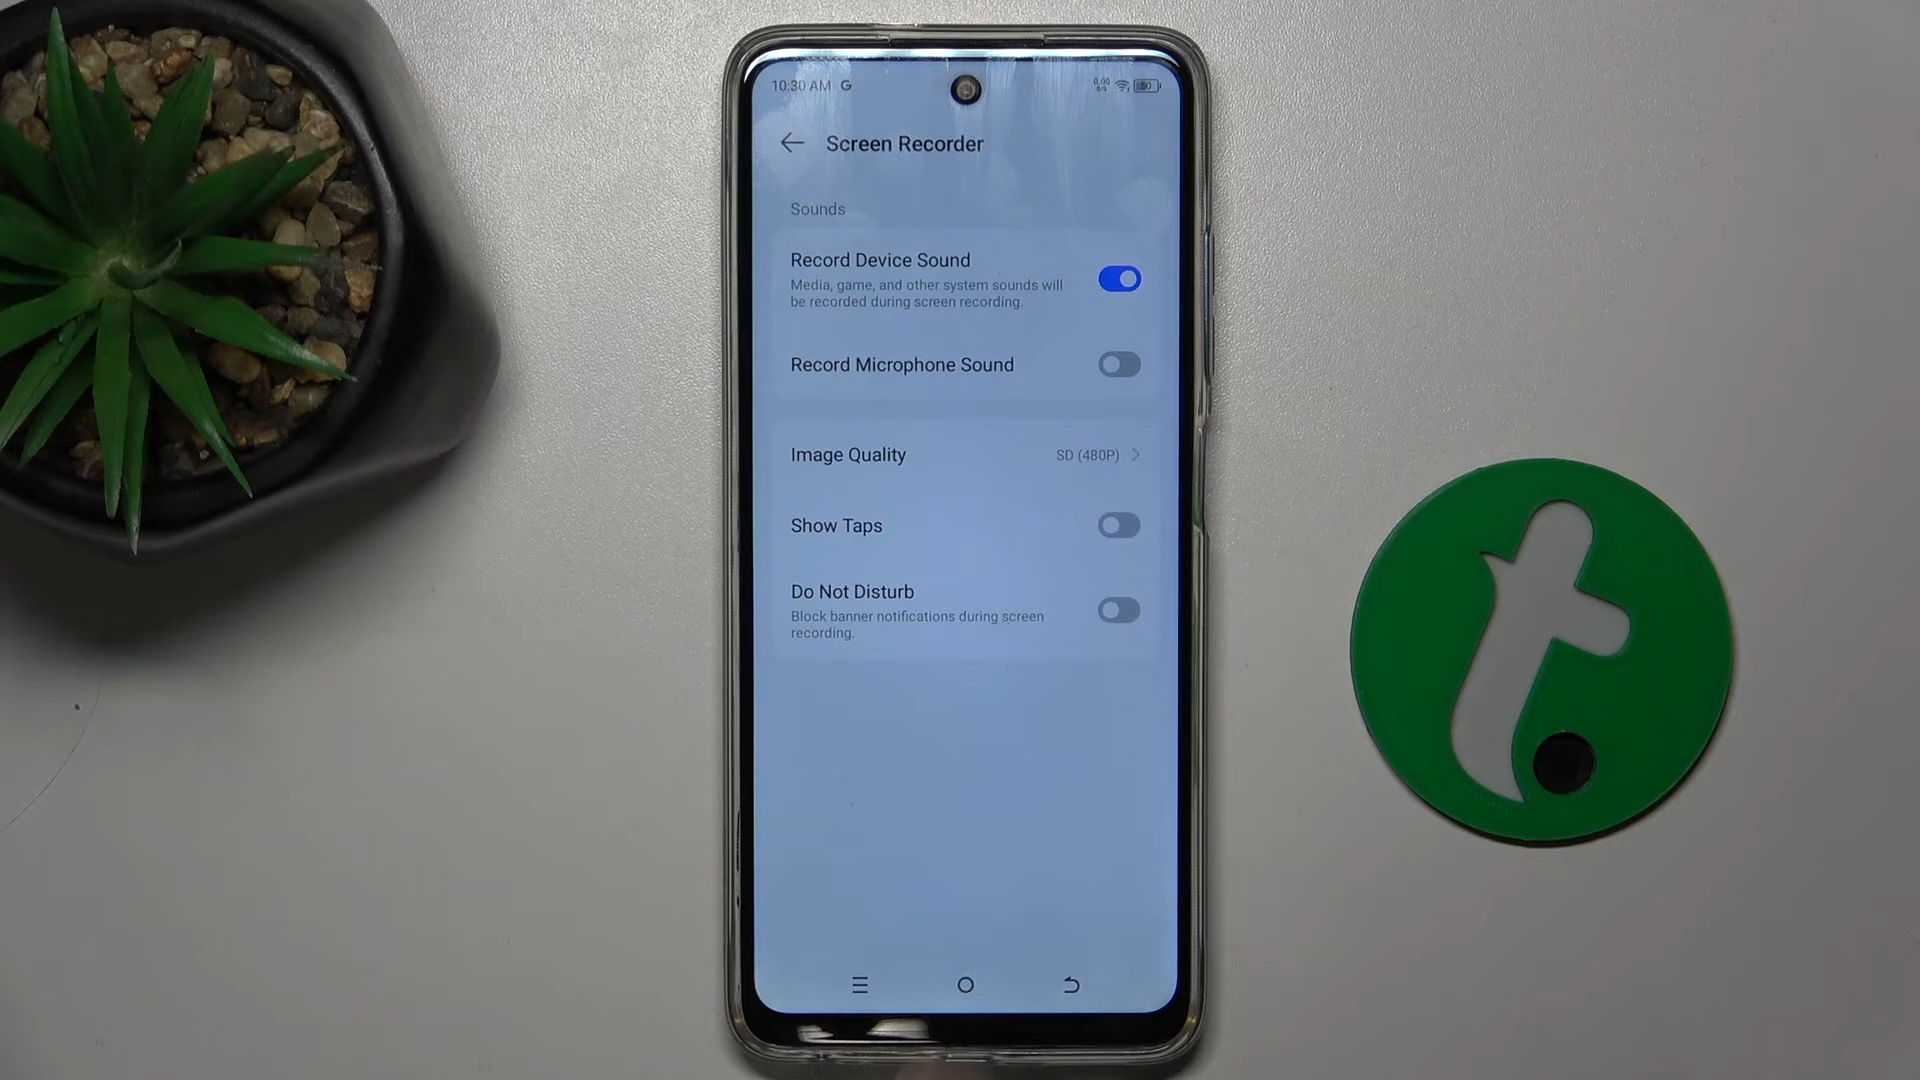 10:30 AM G
0.00
Screen Recorder
Sounds
Record Device Sound
Media, game, and other system sounds will
be recorded during screen recording.
Record Microphone Sound
Image Quality
SD (480P)
Show Taps
Do Not Disturb
Block banner notifications during screen
recording.
t